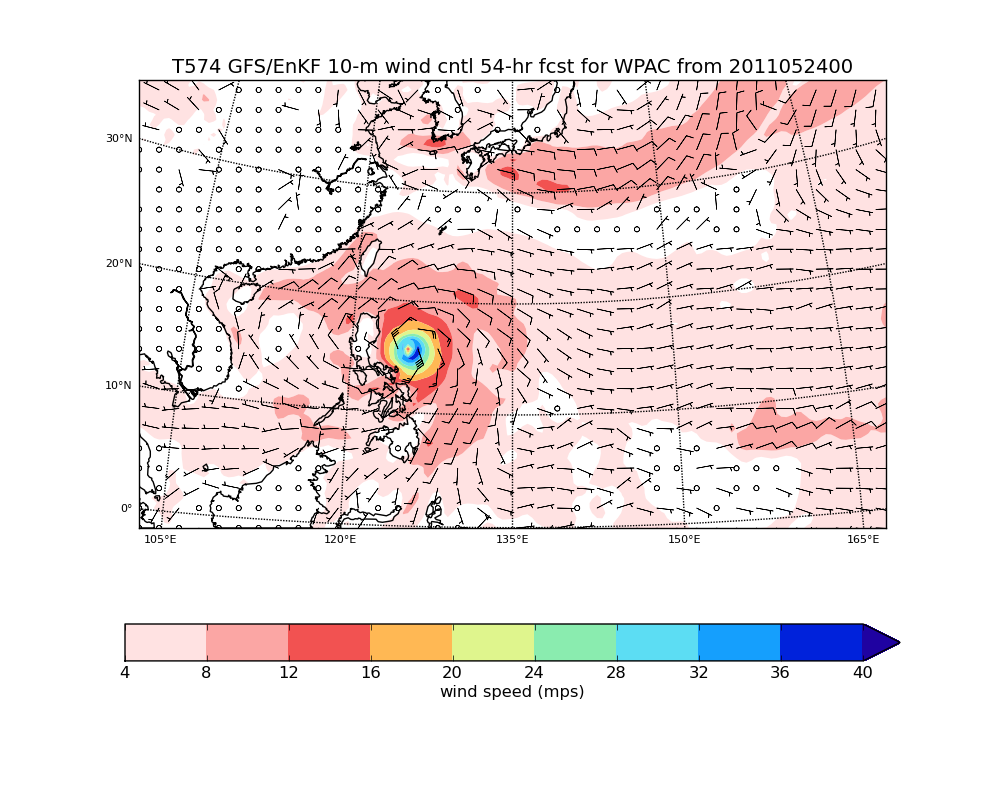 T574 GFS/EnKF 10-m wind cntl 54-hr fcst for WPAC from 2011052400
30°N
20°N
10°N
0°
105°E 120°E 135°E 150°E 165°E
4 8 12 16 20 24 28 32 36 40
wind speed (mps)